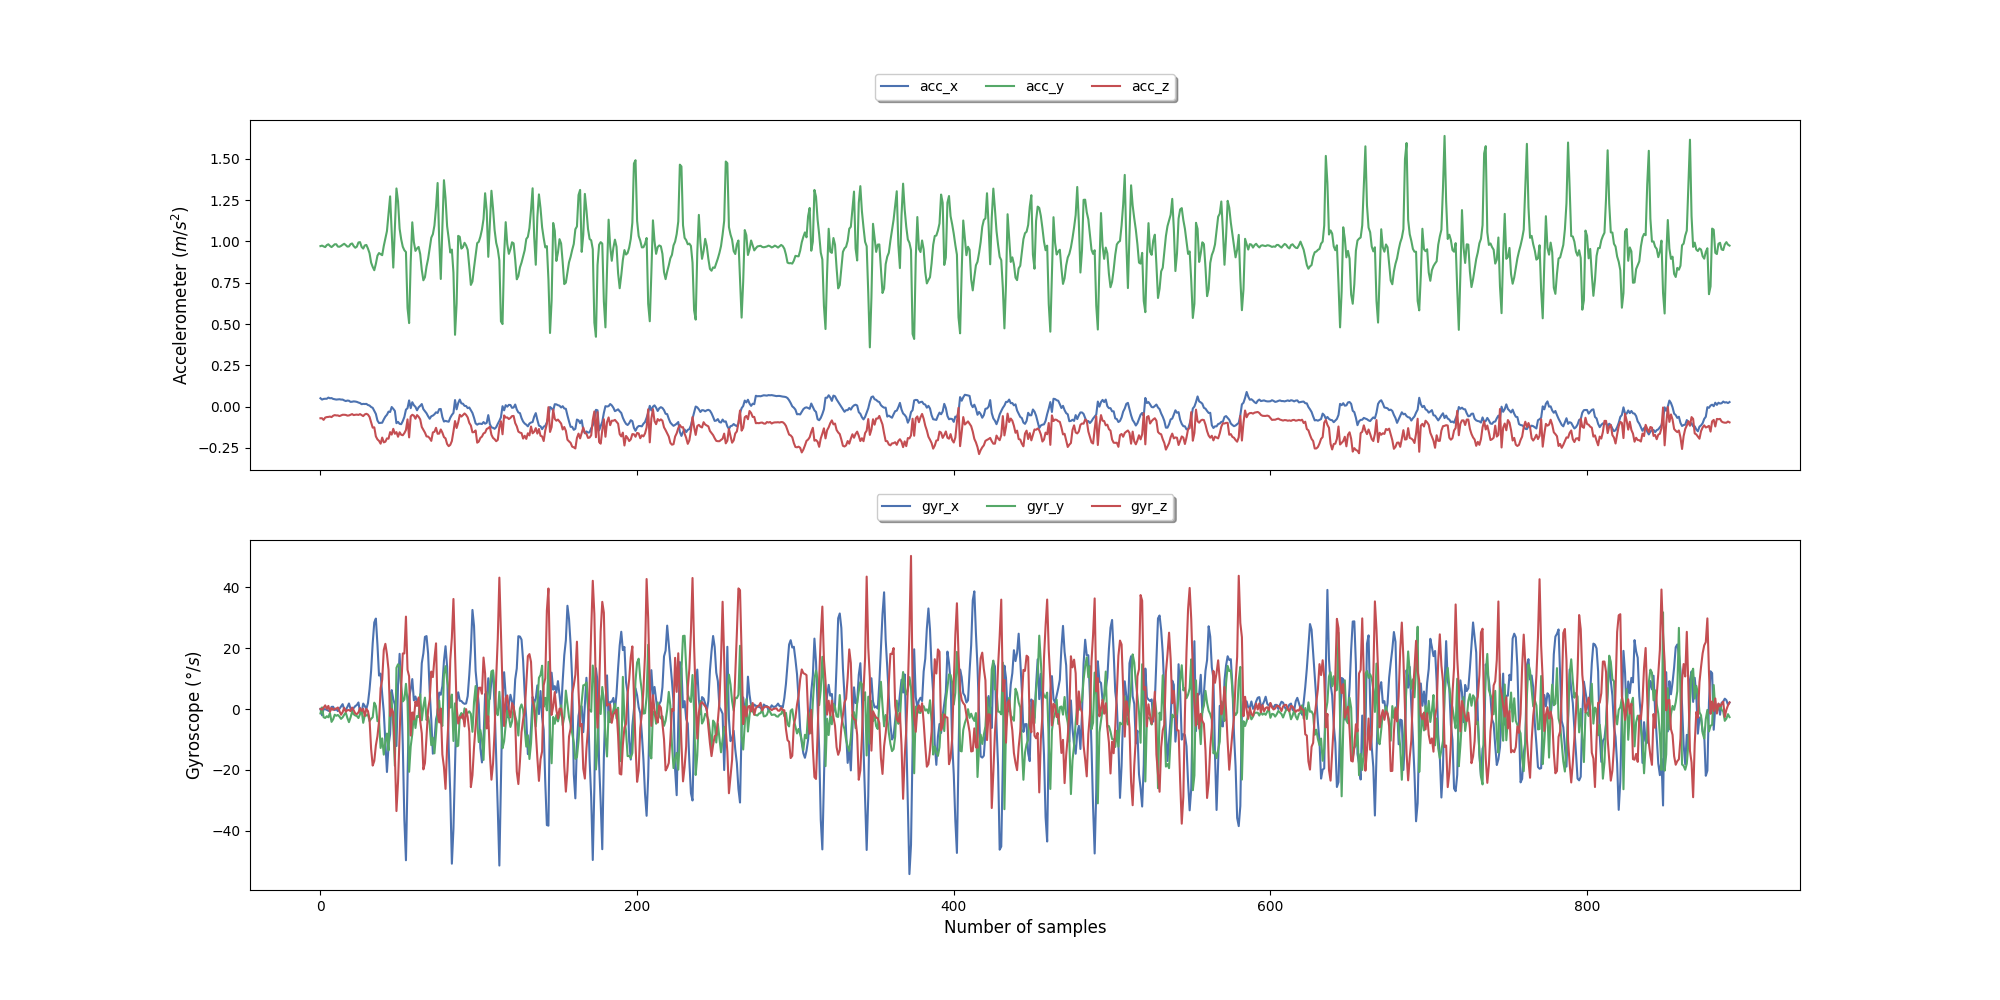 acc_x acc_y acc_z
1.50
1.25
1.00
0.75
0.50
0.25
0.00
−0.25
Accelerometer (m/s²)
gyr_x gyr_y gyr_z
40
20
0
−20
−40
Gyroscope (°/s)
0 200 400 600 800
Number of samples